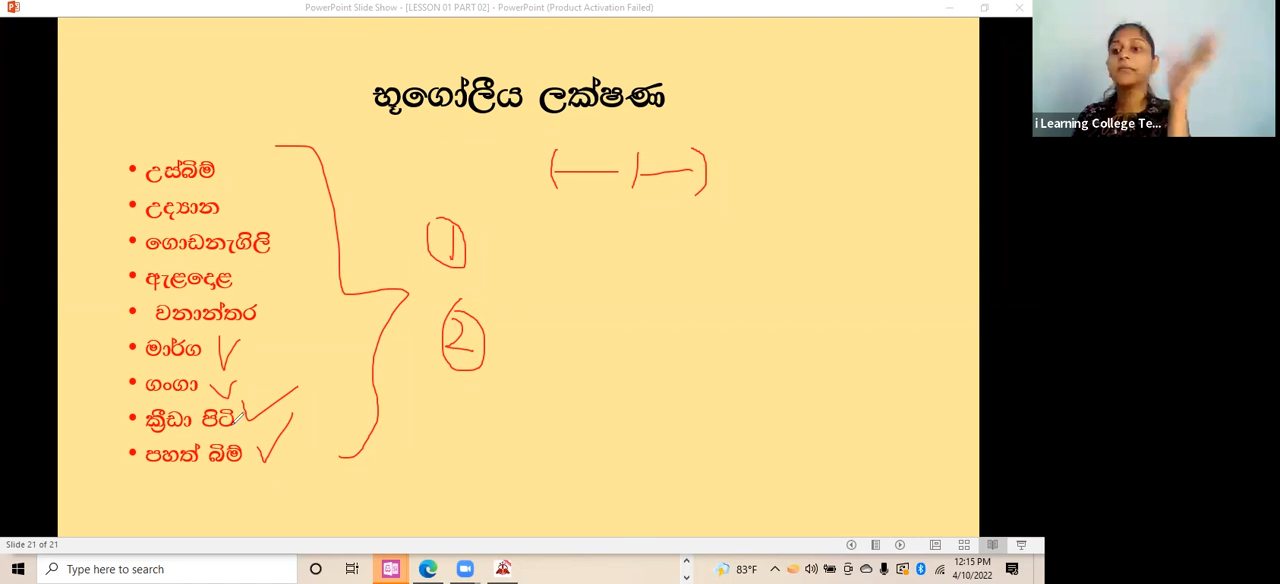 PowerPoint Slide Show - [LESSON 01 PART 02] - PowerPoint (Product Activation Failed)
i Learning College Te...
භූගෝලීය ලක්ෂණ
• උස්බිම්
• උද්‍යාන
• ගොඩනැගිලි
• ඇළදොළ
• වනාන්තර
• මාර්ග
• ගංගා
• ක්‍රීඩා පිටි
• පහත් බිම්
1
2
Slide 21 of 21
Type here to search
83°F
12:15 PM
4/10/2022